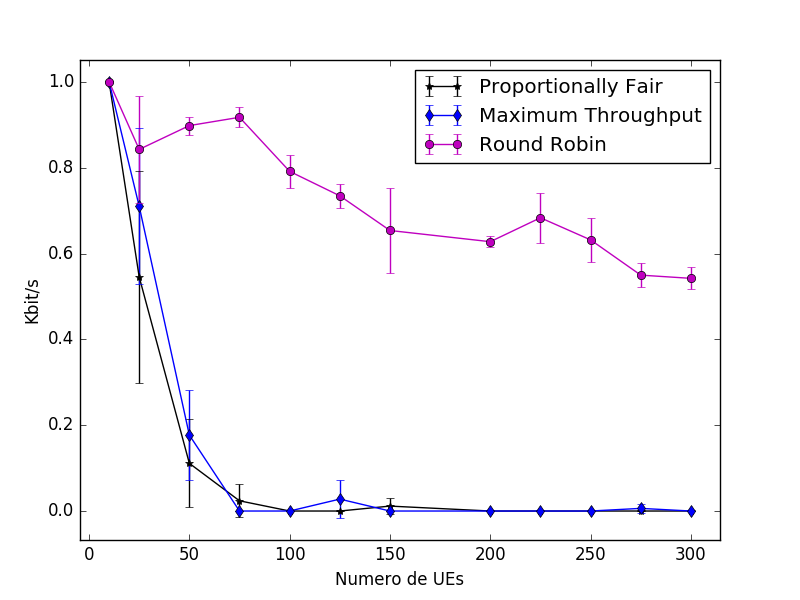 Proportionally Fair
Maximum Throughput
Round Robin
1.0
0.8
0.6
0.4
0.2
0.0
Kbit/s
0 50 100 150 200 250 300
Numero de UEs